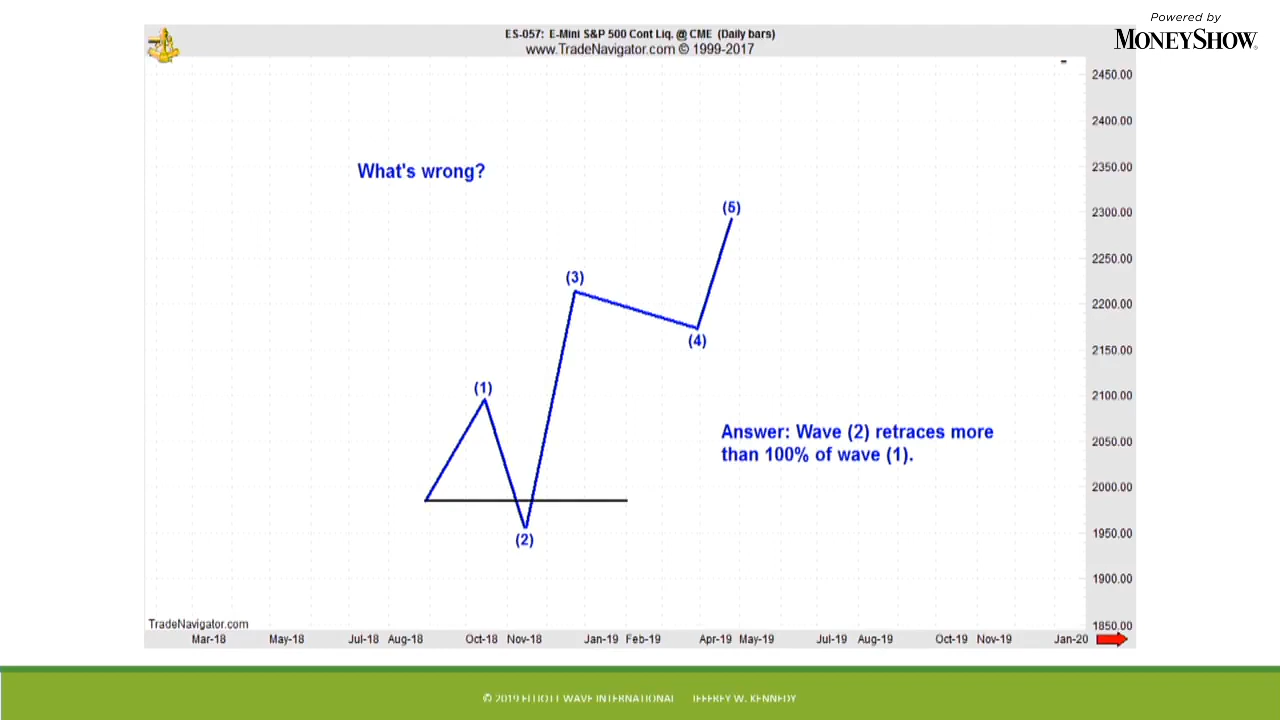 Powered by
MONEYSHOW
ES-057: E-Mini S&P 500 Cont Liq. @ CME (Daily bars)
www.TradeNavigator.com © 1999-2017
2450.00
2400.00
What's wrong?
2350.00
(5)
2300.00
2250.00
(3)
2200.00
(4)
2150.00
(1)
2100.00
Answer: Wave (2) retraces more
than 100% of wave (1).
2050.00
2000.00
1950.00
(2)
1900.00
1850.00
TradeNavigator.com
Mar-18 May-18 Jul-18 Aug-18 Oct-18 Nov-18 Jan-19 Feb-19 Apr-19 May-19 Jul-19 Aug-19 Oct-19 Nov-19 Jan-20
© 2019 ELLIOTT WAVE INTERNATIONAL JEFFREY W. KENNEDY